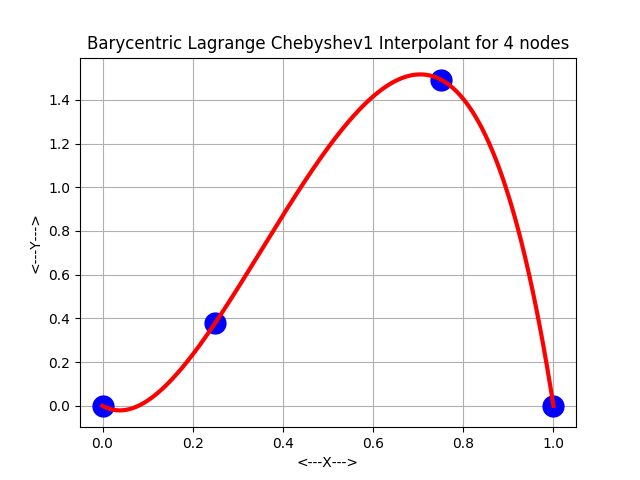 Barycentric Lagrange Chebyshev1 Interpolant for 4 nodes
1.4
1.2
1.0
0.8
0.6
0.4
0.2
0.0
<---Y--->
0.0 0.2 0.4 0.6 0.8 1.0
<---X--->